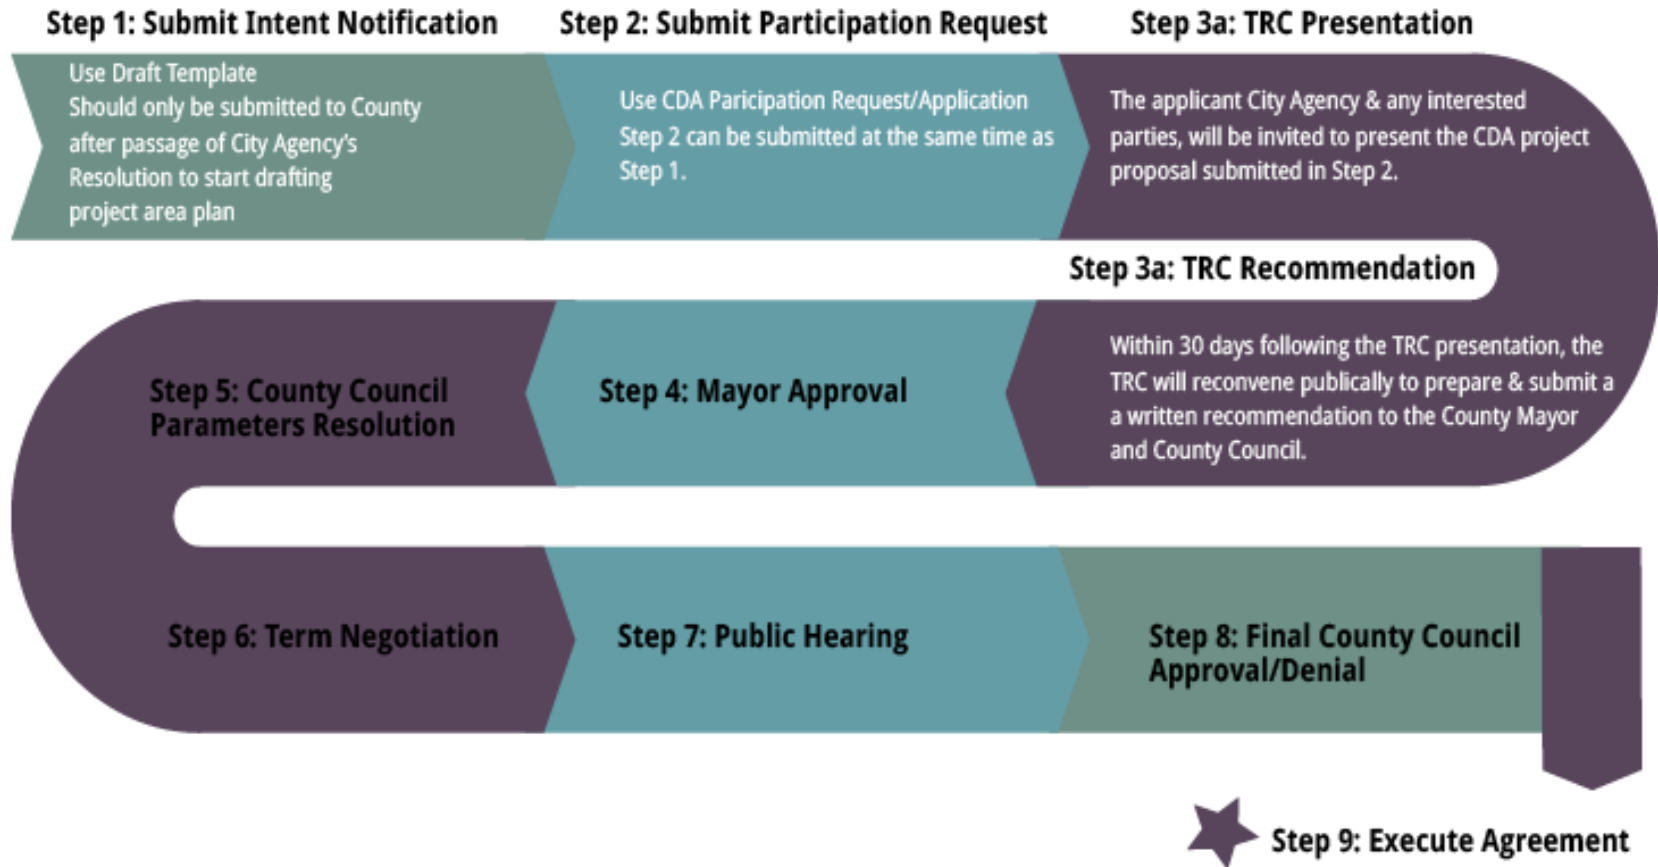 Step 1: Submit Intent Notification
Use Draft Template
Should only be submitted to County
after passage of City Agency's
Resolution to start drafting
project area plan
Step 2: Submit Participation Request
Use CDA Paricipation Request/Application
Step 2 can be submitted at the same time as
Step 1.
Step 3a: TRC Presentation
The applicant City Agency & any interested
parties, will be invited to present the CDA project
proposal submitted in Step 2.
Step 3a: TRC Recommendation
Within 30 days following the TRC presentation, the
TRC will reconvene publically to prepare & submit a
a written recommendation to the County Mayor
and County Council.
Step 4: Mayor Approval
Step 5: County Council
Parameters Resolution
Step 6: Term Negotiation
Step 7: Public Hearing
Step 8: Final County Council
Approval/Denial
Step 9: Execute Agreement